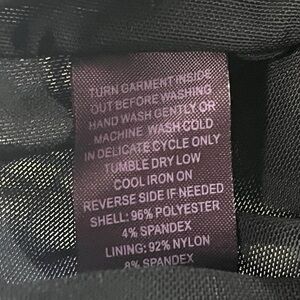 TURN GARMENT INSIDE
OUT BEFORE WASHING
HAND WASH GENTLY OR
MACHINE WASH COLD
IN DELICATE CYCLE ONLY
TUMBLE DRY LOW
COOL IRON ON
REVERSE SIDE IF NEEDED
SHELL: 96% POLYESTER
4% SPANDEX
LINING: 92% NYLON
8% SPANDEX